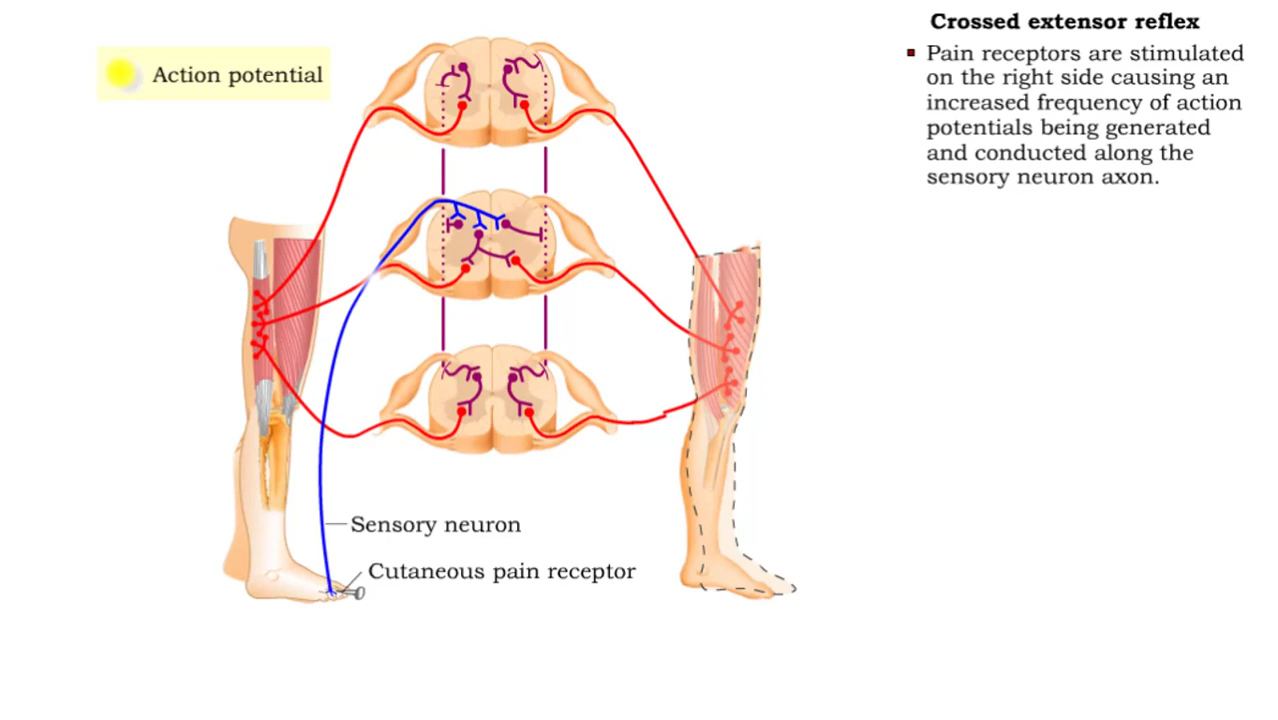 Crossed extensor reflex
Pain receptors are stimulated
on the right side causing an
increased frequency of action
potentials being generated
and conducted along the
sensory neuron axon.
Action potential
Sensory neuron
Cutaneous pain receptor